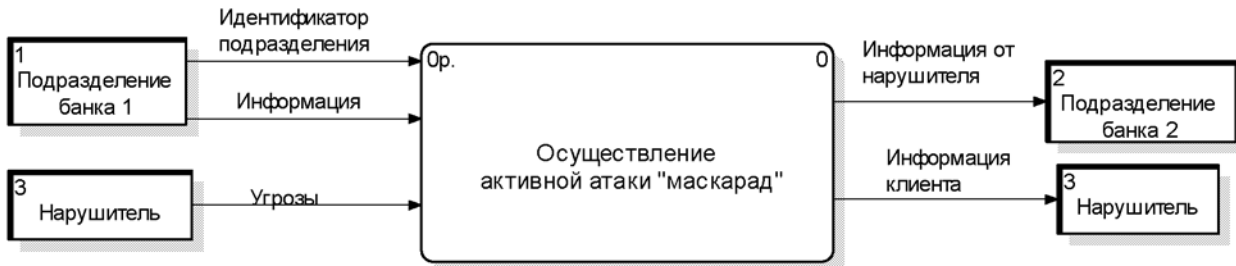 Идентификатор
подразделения
1
Подразделение
банка 1
Информация
3
Нарушитель
Угрозы
0р.
0
Осуществление
активной атаки "маскарад"
Информация от
нарушителя
2
Подразделение
банка 2
Информация
клиента
3
Нарушитель